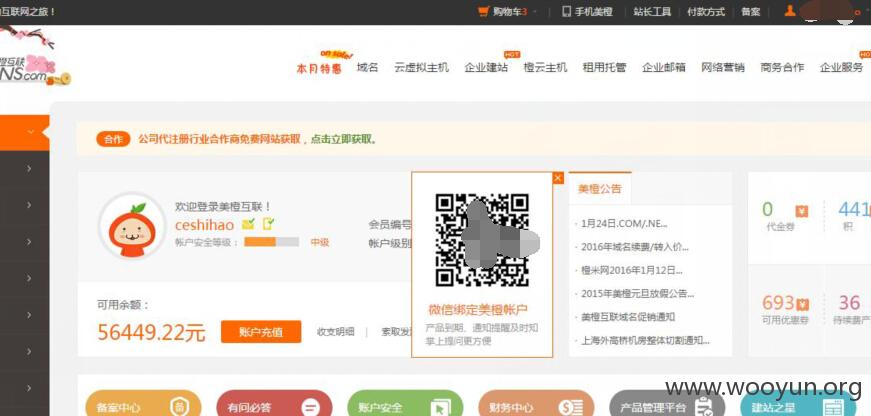 互联网之旅！ 购物车3 手机美橙 站长工具 付款方式 备案
橙互联
NS.com
on sale!
本月特惠 域名 云虚拟主机 企业建站 HOT 橙云主机 租用托管 企业邮箱 网络营销 商务合作 企业服务 HOT
合作 公司代注册行业合作商免费网站获取，点击立即获取。
欢迎登录美橙互联！
ceshihao
会员编号
帐户安全等级： 中级
帐户级别
可用余额：
56449.22元 账户充值 收支明细 | 索取发
微信绑定美橙帐户
产品到期、通知提醒及时知
掌上提问更方便
美橙公告
· 1月24日.COM/.NE...
· 2016年域名续费/转入价...
· 橙米网2016年1月12日...
· 2015年美橙元旦放假公告...
· 美橙互联域名促销通知
· 上海外高桥机房整体切割通知...
0
代金券
441
积
693
可用优惠券
36
待续费产
备案中心 有问必答 账户安全 财务中心 产品管理平台 建站之星
www.wooyun.org